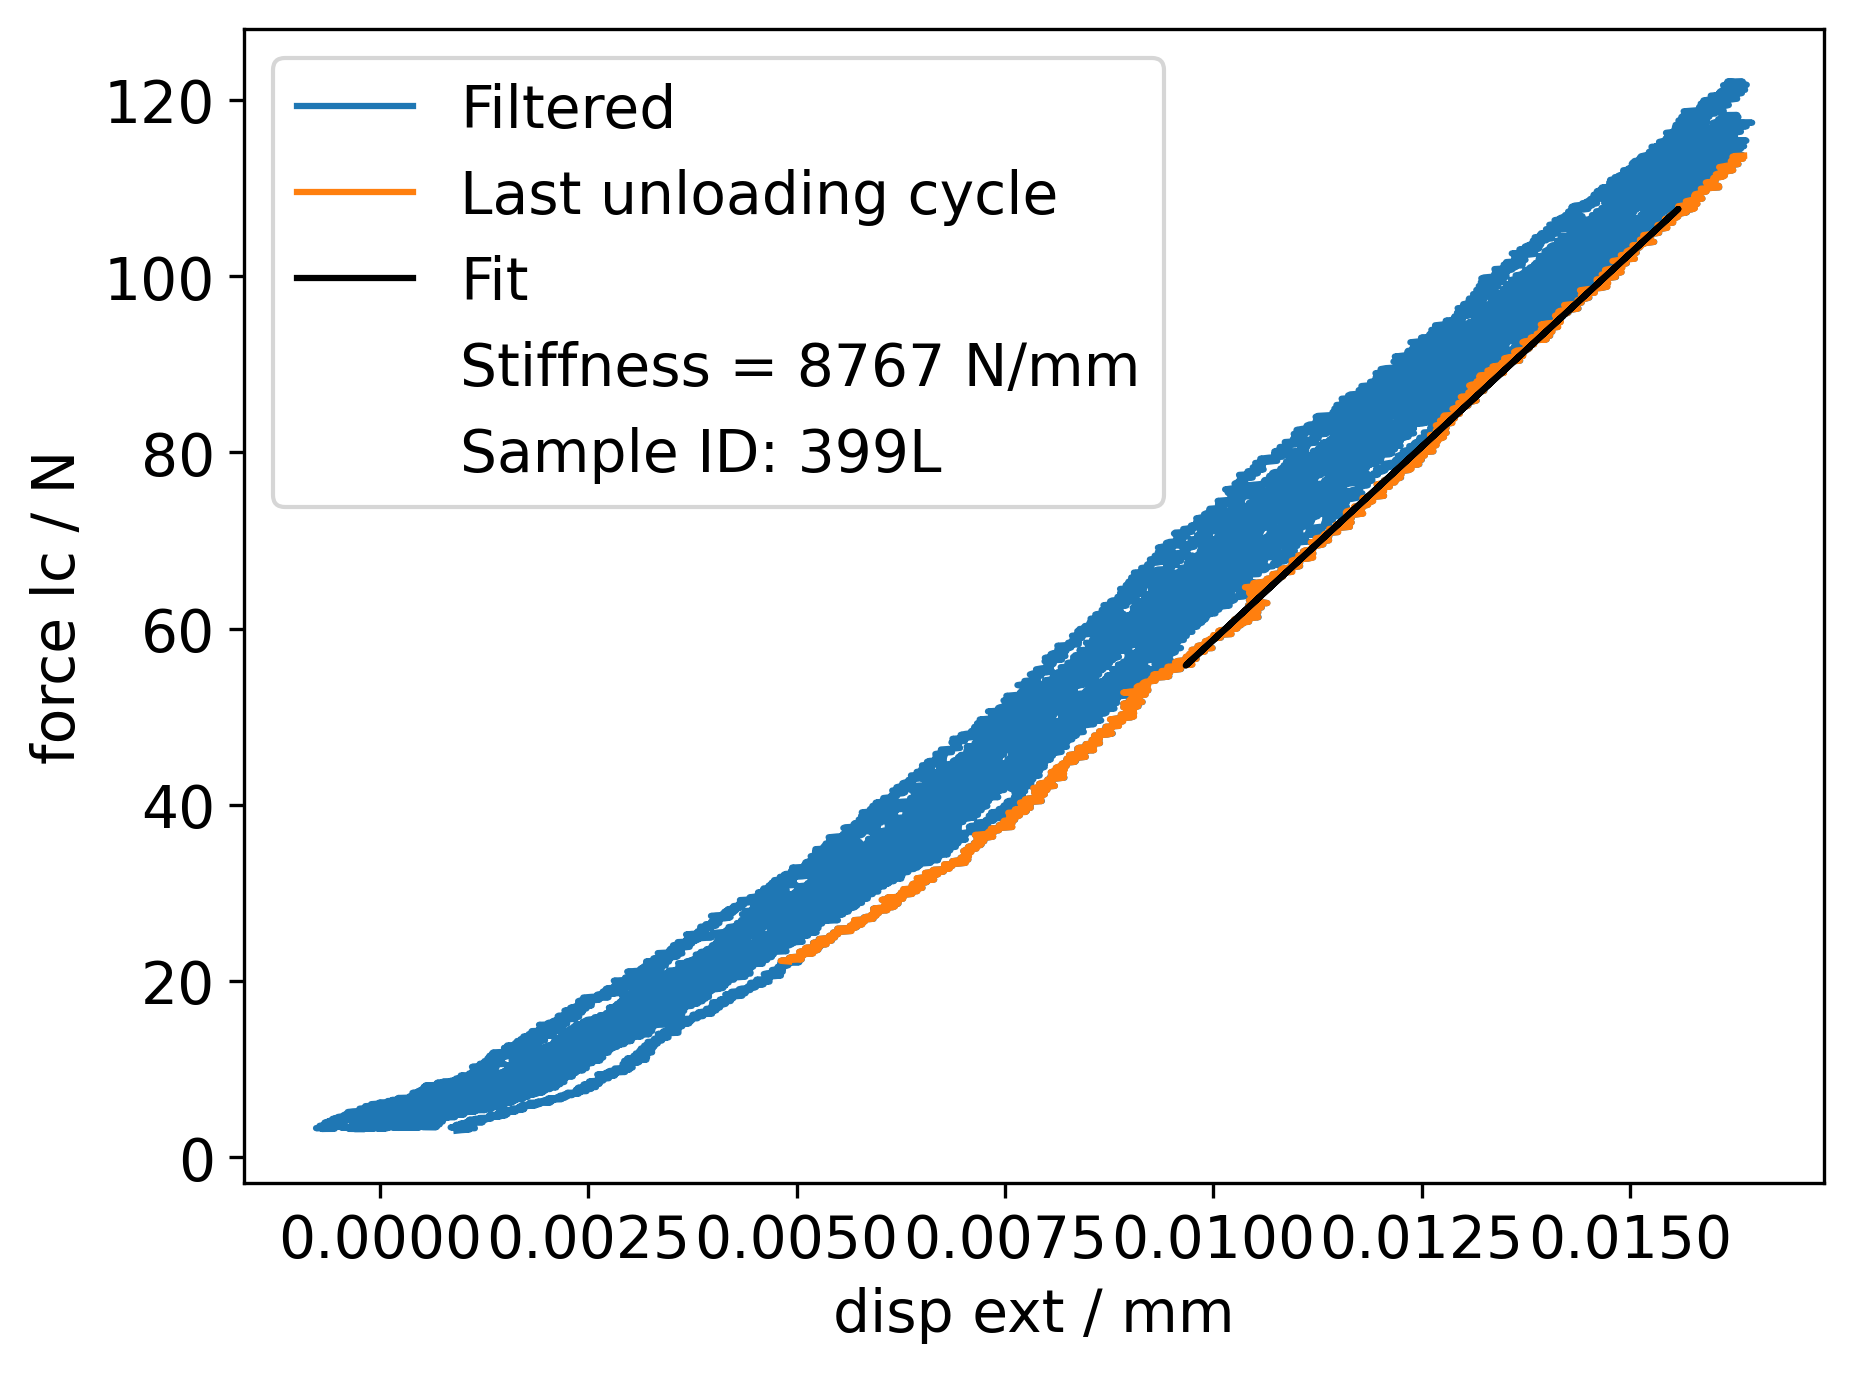 Filtered
Last unloading cycle
Fit
Stiffness = 8767 N/mm
Sample ID: 399L
120
100
80
60
40
20
0
force lc / N
0.0000 0.0025 0.0050 0.0075 0.0100 0.0125 0.0150
disp ext / mm